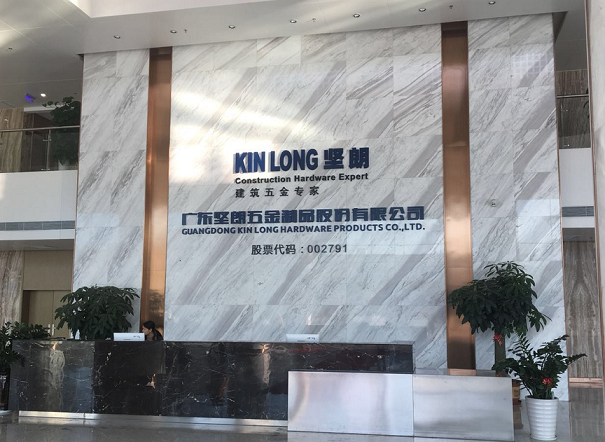 KIN LONG 坚朗
Construction Hardware Expert
建筑五金专家
广东坚朗五金制品股份有限公司
GUANGDONG KIN LONG HARDWARE PRODUCTS CO.,LTD.
股票代码：002791